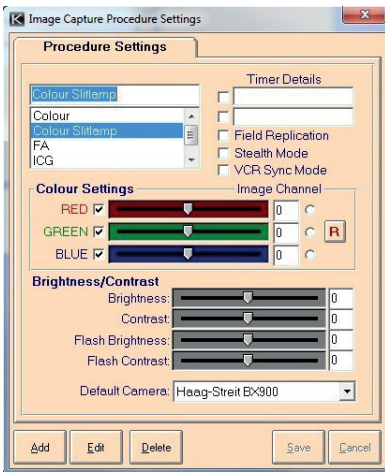 Image Capture Procedure Settings
Procedure Settings
Timer Details
Colour Slitlamp
Colour
Colour Slitlamp
FA
ICG
Field Replication
Stealth Mode
VCR Sync Mode
Colour Settings Image Channel
RED 0
GREEN 0 R
BLUE 0
Brightness/Contrast
Brightness: 0
Contrast: 0
Flash Brightness: 0
Flash Contrast: 0
Default Camera: Haag-Streit BX900
Add Edit Delete Save Cancel